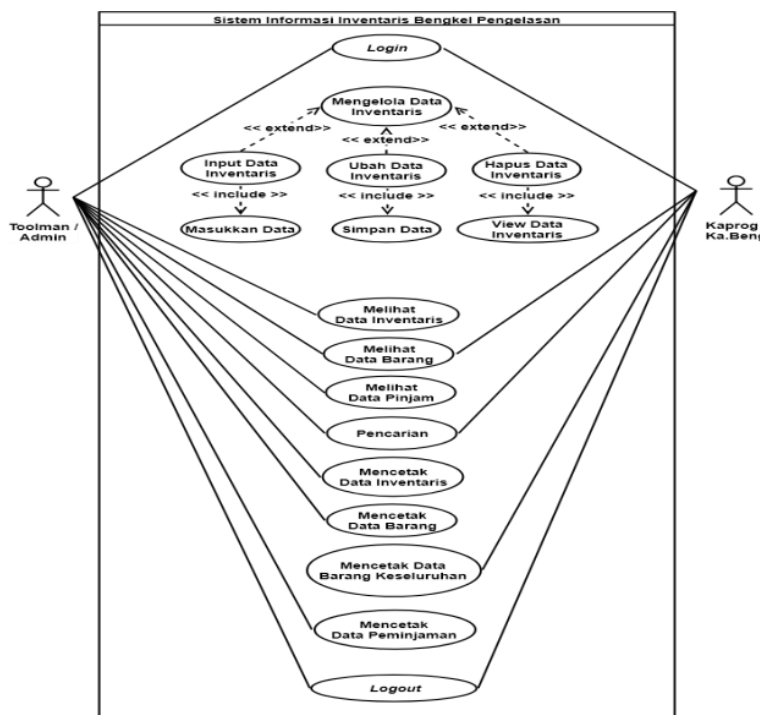 Sistem Informasi Inventaris Bengkel Pengelasan
Login
Mengelola Data
Inventaris
<< extend>>
<< extend>>
<< extend>>
Input Data
Inventaris
Ubah Data
Inventaris
Hapus Data
Inventaris
<< include >>
<< include >>
<< include >>
Masukkan Data
Simpan Data
View Data
Inventaris
Toolman /
Admin
Kaprog
Ka.Beng
Melihat
Data Inventaris
Melihat
Data Barang
Melihat
Data Pinjam
Pencarian
Mencetak
Data Inventaris
Mencetak
Data Barang
Mencetak Data
Barang Keseluruhan
Mencetak
Data Peminjaman
Logout